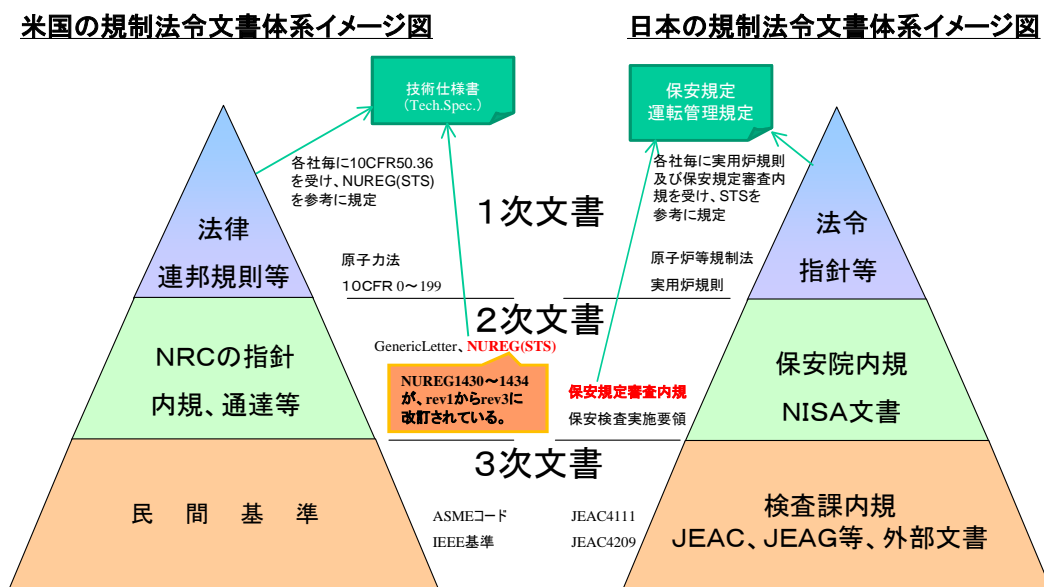 米国の規制法令文書体系イメージ図
日本の規制法令文書体系イメージ図
技術仕様書
（Tech.Spec.）
保安規定
運転管理規定
各社毎に10CFR50.36
を受け、NUREG(STS)
を参考に規定
各社毎に実用炉規則
及び保安規定審査内
規を受け、STSを
参考に規定
1次文書
法律
連邦規則等
法令
指針等
原子力法
10CFR 0～199
原子炉等規制法
実用炉規則
2次文書
NRCの指針
内規、通達等
GenericLetter、NUREG(STS)
NUREG1430～1434
が、rev1からrev3に
改訂されている。
保安規定審査内規
保安検査実施要領
保安院内規
NISA文書
3次文書
民間基準
ASMEコード
IEEE基準
JEAC4111
JEAC4209
検査課内規
JEAC、JEAG等、外部文書